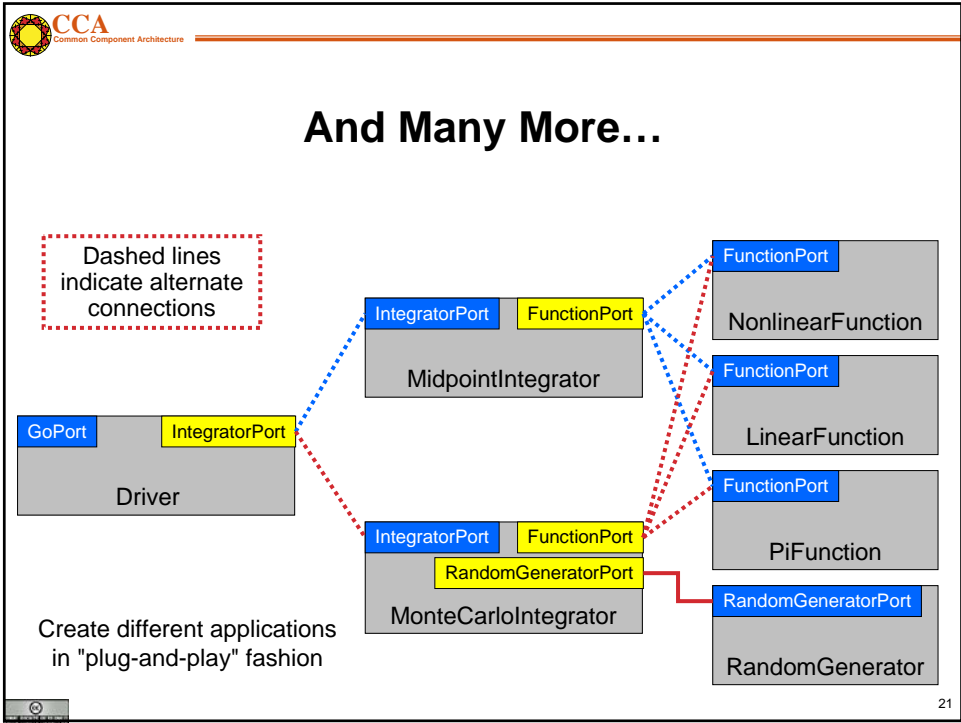 CCA
Common Component Architecture
And Many More…
Dashed lines
indicate alternate
connections
GoPort
IntegratorPort
Driver
IntegratorPort
FunctionPort
MidpointIntegrator
IntegratorPort
FunctionPort
RandomGeneratorPort
MonteCarloIntegrator
FunctionPort
NonlinearFunction
FunctionPort
LinearFunction
FunctionPort
PiFunction
RandomGeneratorPort
RandomGenerator
Create different applications
in "plug-and-play" fashion
21